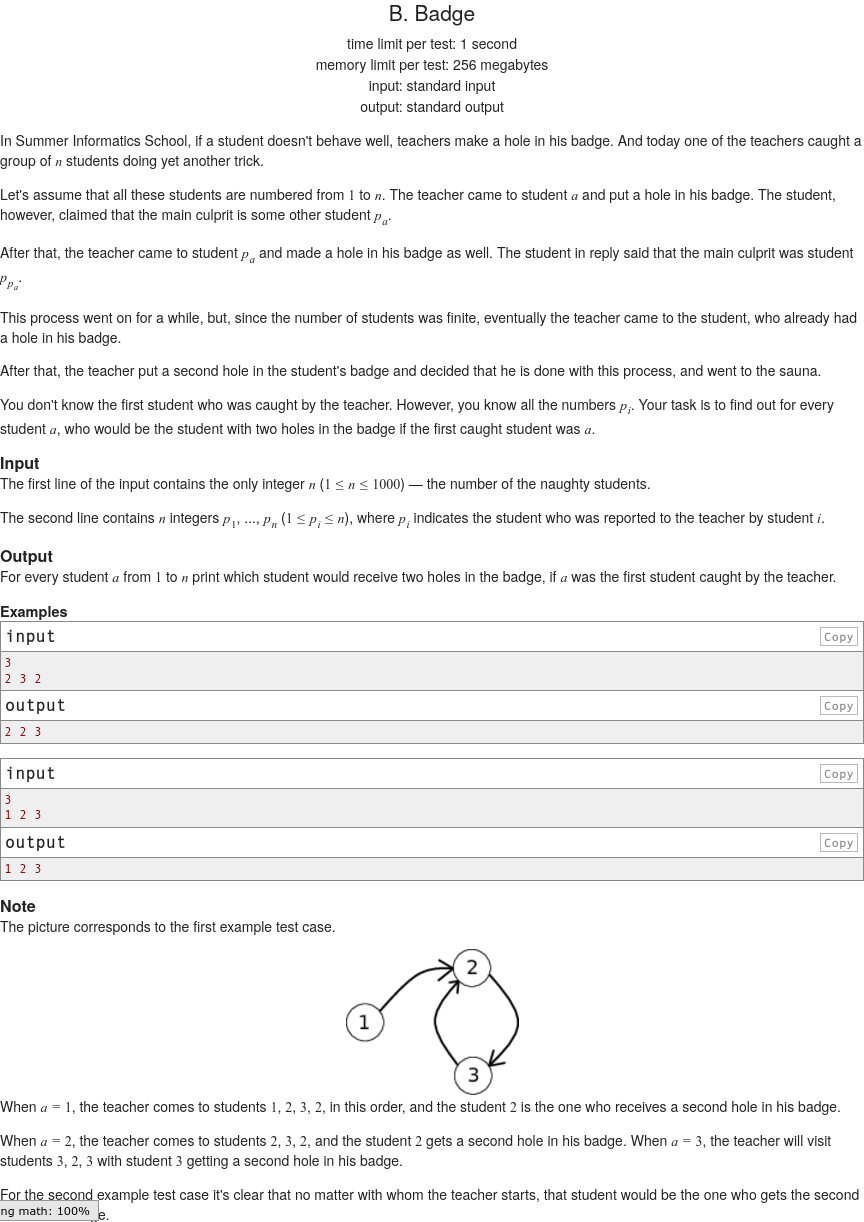 B. Badge
time limit per test: 1 second
memory limit per test: 256 megabytes
input: standard input
output: standard output
In Summer Informatics School, if a student doesn't behave well, teachers make a hole in his badge. And today one of the teachers caught a
group of n students doing yet another trick.
Let's assume that all these students are numbered from 1 to n. The teacher came to student a and put a hole in his badge. The student,
however, claimed that the main culprit is some other student p_a.
After that, the teacher came to student p_a and made a hole in his badge as well. The student in reply said that the main culprit was student
p_{p_a}.
This process went on for a while, but, since the number of students was finite, eventually the teacher came to the student, who already had
a hole in his badge.
After that, the teacher put a second hole in the student's badge and decided that he is done with this process, and went to the sauna.
You don't know the first student who was caught by the teacher. However, you know all the numbers p_i. Your task is to find out for every
student a, who would be the student with two holes in the badge if the first caught student was a.
Input
The first line of the input contains the only integer n (1 ≤ n ≤ 1000) — the number of the naughty students.
The second line contains n integers p_1, ..., p_n (1 ≤ p_i ≤ n), where p_i indicates the student who was reported to the teacher by student i.
Output
For every student a from 1 to n print which student would receive two holes in the badge, if a was the first student caught by the teacher.
Examples
input Copy
3
2 3 2
output Copy
2 2 3
input Copy
3
1 2 3
output Copy
1 2 3
Note
The picture corresponds to the first example test case.
2
1
3
When a = 1, the teacher comes to students 1, 2, 3, 2, in this order, and the student 2 is the one who receives a second hole in his badge.
When a = 2, the teacher comes to students 2, 3, 2, and the student 2 gets a second hole in his badge. When a = 3, the teacher will visit
students 3, 2, 3 with student 3 getting a second hole in his badge.
For the second example test case it's clear that no matter with whom the teacher starts, that student would be the one who gets the second
ng math: 100% e.